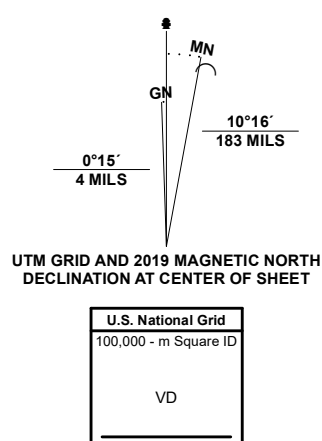 MN
GN
10°16´
183 MILS
0°15´
4 MILS
UTM GRID AND 2019 MAGNETIC NORTH
DECLINATION AT CENTER OF SHEET
U.S. National Grid
100,000 - m Square ID
VD